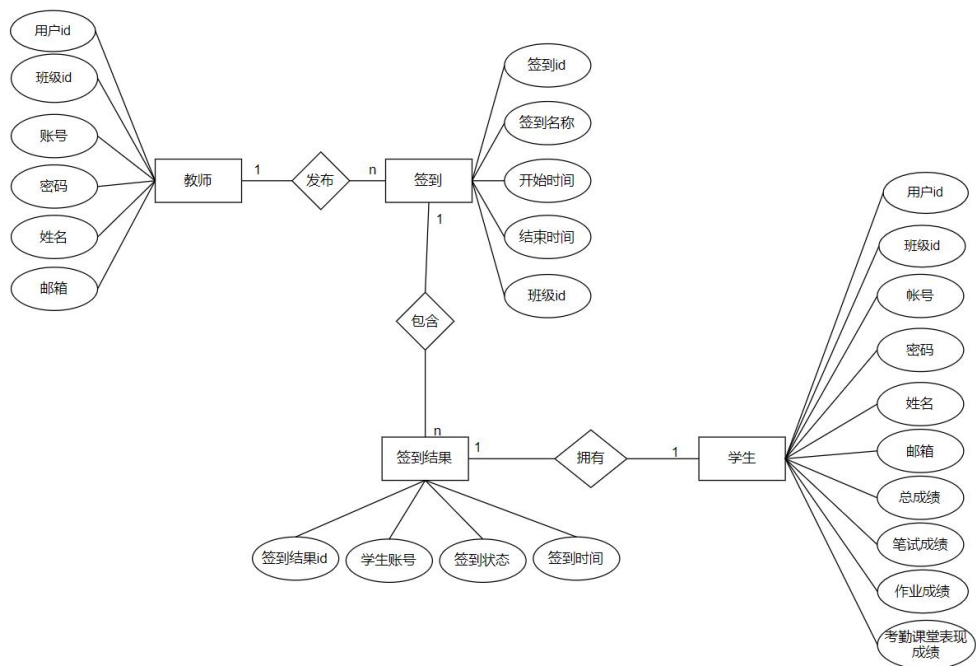 用户id
班级id
账号
密码
姓名
邮箱
教师
1
发布
n
签到
签到id
签到名称
开始时间
结束时间
班级id
1
包含
n
签到结果
1
拥有
1
学生
签到结果id
学生账号
签到状态
签到时间
用户id
班级id
帐号
密码
姓名
邮箱
总成绩
笔试成绩
作业成绩
考勤课堂表现
成绩